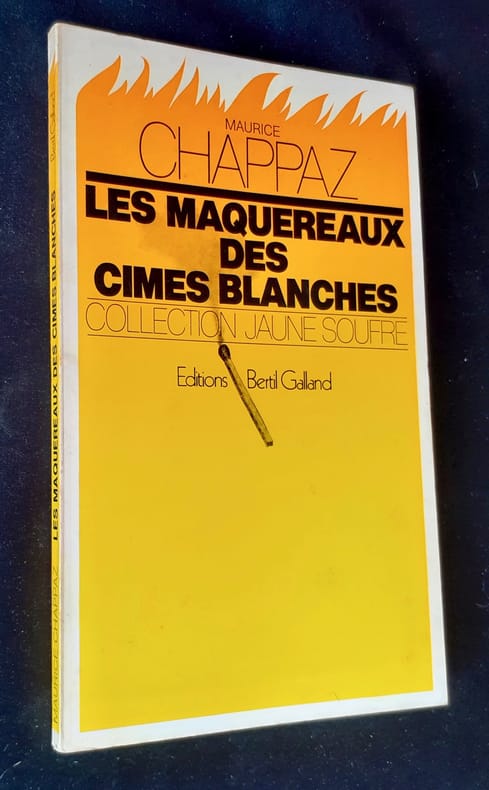 MAURICE
CHAPPAZ
LES MAQUEREAUX
DES
CIMES BLANCHES
COLLECTION JAUNE SOUFRE
Editions Bertil Galland
MAURICE CHAPPAZ LES MAQUEREAUX DES CIMES BLANCHES Bertil Galland